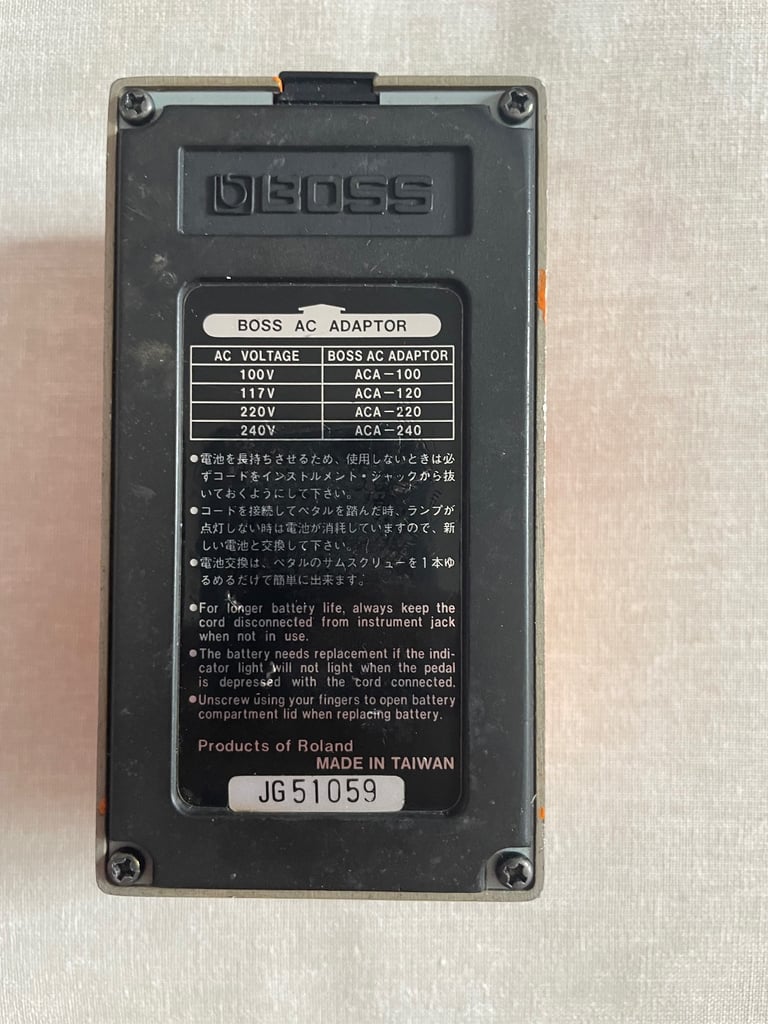 BOSS
BOSS AC ADAPTOR
AC VOLTAGE BOSS AC ADAPTOR
100V ACA-100
117V ACA-120
220V ACA-220
240V ACA-240
●電池を長持ちさせるため、使用しないときは必
ずコードをインストルメント・ジャックから抜
いておくようにして下さい。
●コードを接続してペタルを踏んだ時、ランプが
点灯しない時は電池が消耗していますので、新
しい電池と交換して下さい。
●電池交換は、ペタルのサムスクリューを1本ゆ
るめるだけで簡単に出来ます。
●For longer battery life, always keep the
cord disconnected from instrument jack
when not in use.
●The battery needs replacement if the indi-
cator light will not light when the pedal
is depressed with the cord connected.
●Unscrew using your fingers to open battery
compartment lid when replacing battery.
Products of Roland
MADE IN TAIWAN
JG51059